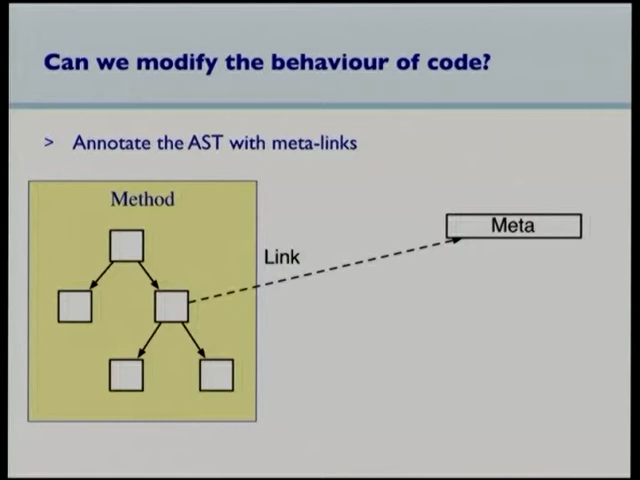 Can we modify the behaviour of code?
> Annotate the AST with meta-links
Method
Link
Meta